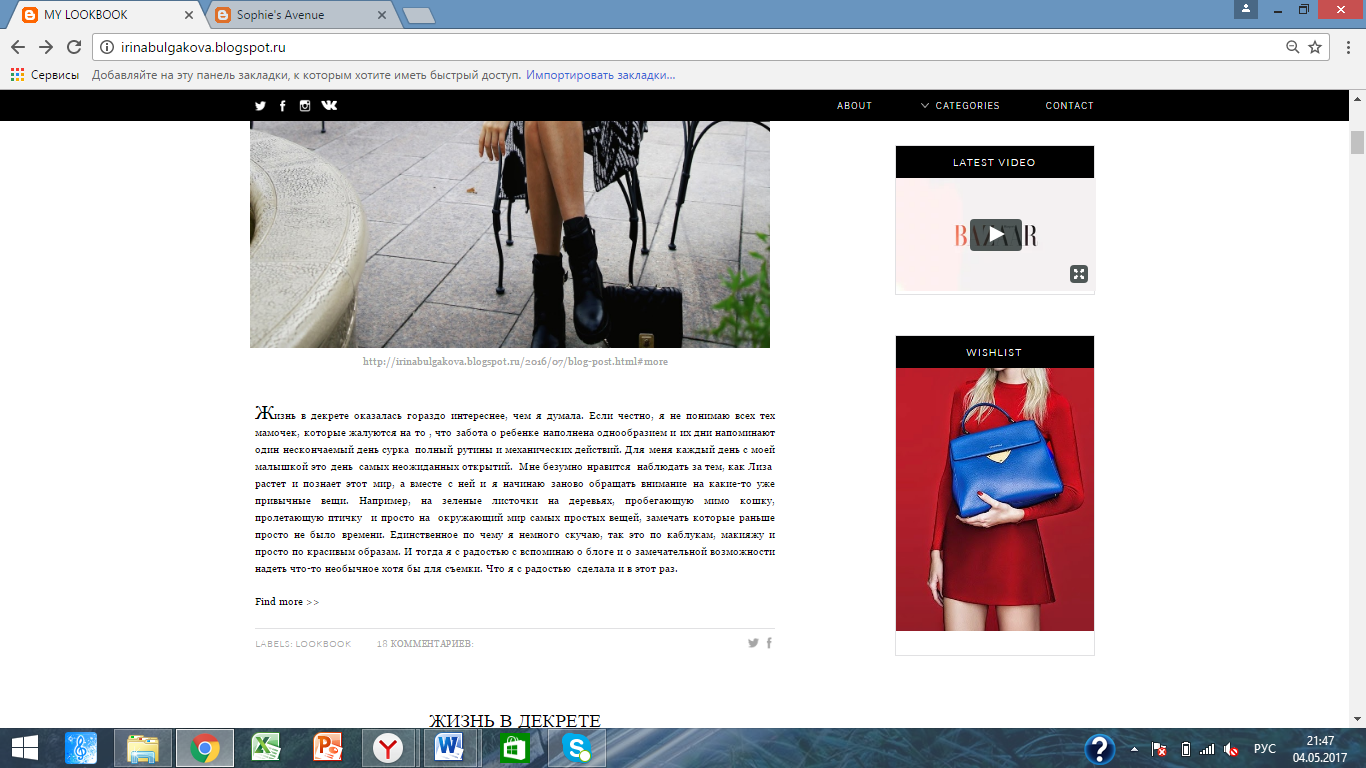 MY LOOKBOOK
Sophie's Avenue
irinabulgakova.blogspot.ru
Сервисы
Добавляйте на эту панель закладки, к которым хотите иметь быстрый доступ. Импортировать закладки...
ABOUT
CATEGORIES
CONTACT
http://irinabulgakova.blogspot.ru/2016/07/blog-post.html#more
Жизнь в декрете оказалась гораздо интереснее, чем я думала. Если честно, я не понимаю всех тех
мамочек, которые жалуются на то , что забота о ребенке наполнена однообразием и их дни напоминают
один нескончаемый день сурка полный рутины и механических действий. Для меня каждый день с моей
малышкой это день самых неожиданных открытий. Мне безумно нравится наблюдать за тем, как Лиза
растет и познает этот мир, а вместе с ней и я начинаю заново обращать внимание на какие-то уже
привычные вещи. Например, на зеленые листочки на деревьях, пробегающую мимо кошку,
пролетающую птичку и просто на окружающий мир самых простых вещей, замечать которые раньше
просто не было времени. Единственное по чему я немного скучаю, так это по каблукам, макияжу и
просто по красивым образам. И тогда я с радостью с вспоминаю о блоге и о замечательной возможности
надеть что-то необычное хотя бы для съемки. Что я с радостью сделала и в этот раз.
Find more >>
LABELS: LOOKBOOK
18 КОММЕНТАРИЕВ:
ЖИЗНЬ В ДЕКРЕТЕ
LATEST VIDEO
BAZAAR
WISHLIST
РУС
21:47
04.05.2017